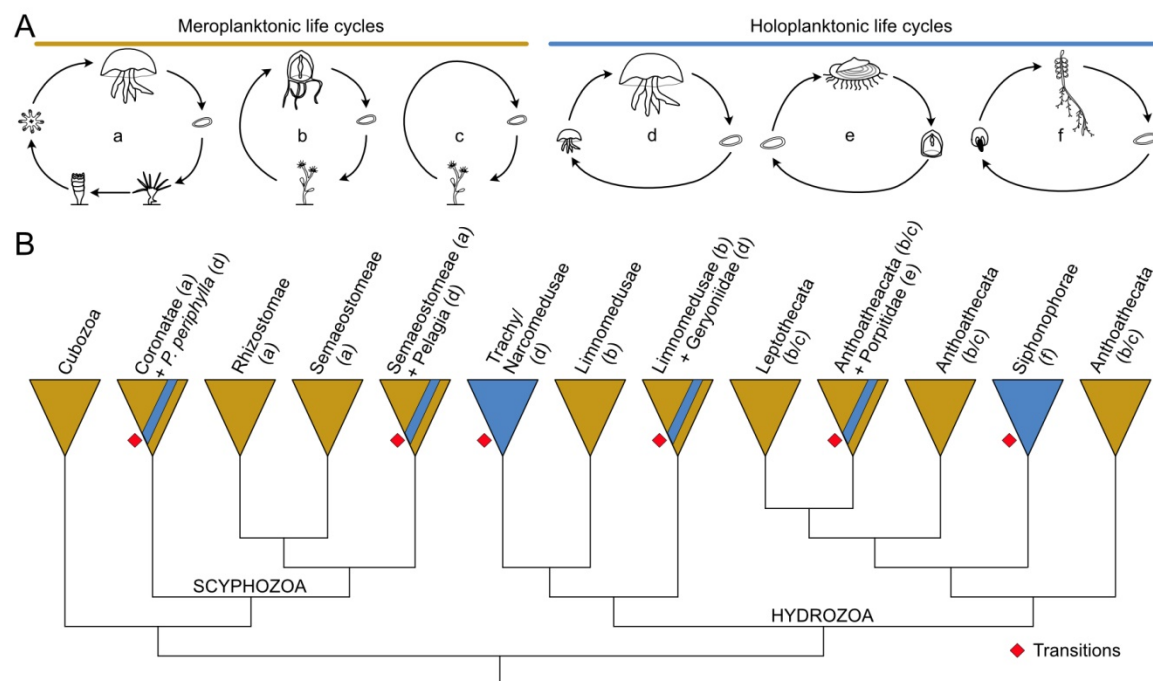 A
Meroplanktonic life cycles
Holoplanktonic life cycles
a
b
c
d
e
f
B
Cubozoa
Coronatae (a)
+ P. periphylla (d)
Rhizostomae
(a)
Semaeostomeae
(a)
Semaeostomeae (a)
+ Pelagia (d)
Trachy/
Narcomedusae
(d)
Limnomedusae
(b)
Limnomedusae (b)
+ Geryoniidae (d)
Leptothecata
(b/c)
Anthoatheacata (b/c)
+ Porpitidae (e)
Anthoathecata
(b/c)
Siphonophorae
(f)
Anthoathecata
(b/c)
SCYPHOZOA
HYDROZOA
Transitions